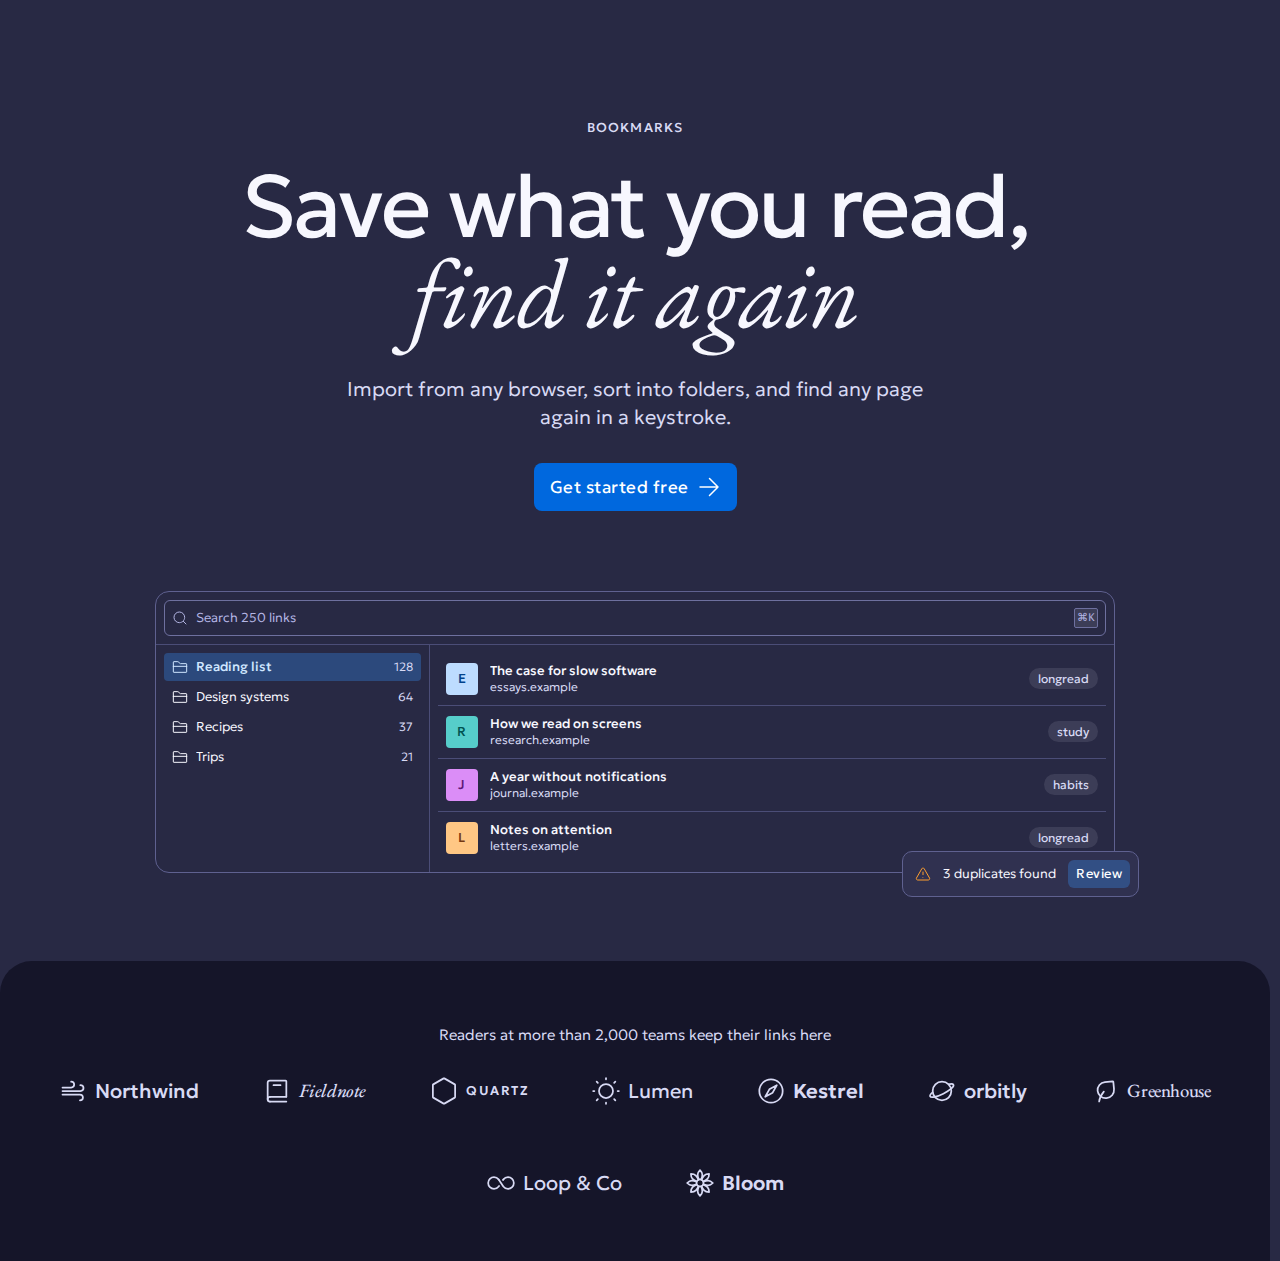 BOOKMARKS
Save what you read,
find it again
Import from any browser, sort into folders, and find any page
again in a keystroke.
Get started free
Search 250 links
⌘K
Reading list 128
Design systems 64
Recipes 37
Trips 21
E
The case for slow software
essays.example
longread
R
How we read on screens
research.example
study
J
A year without notifications
journal.example
habits
L
Notes on attention
letters.example
longread
3 duplicates found
Review
Readers at more than 2,000 teams keep their links here
Northwind
Fieldnote
QUARTZ
Lumen
Kestrel
orbitly
Greenhouse
Loop & Co
Bloom